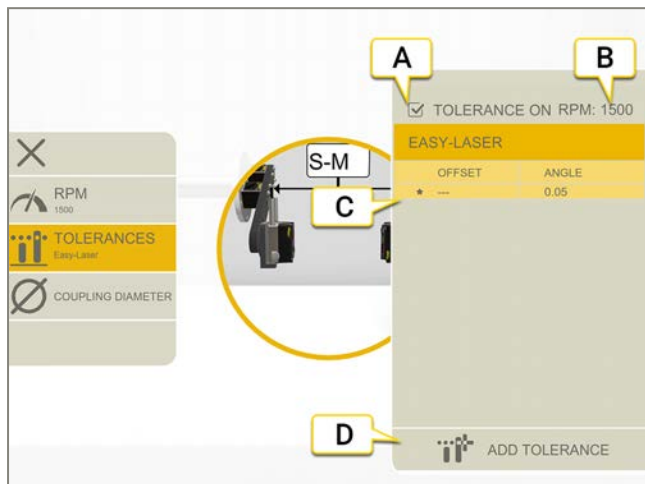 A
B
TOLERANCE ON RPM: 1500
EASY-LASER
OFFSET ANGLE
* --- 0.05
C
S-M
RPM
1500
TOLERANCES
Easy-Laser
COUPLING DIAMETER
D
ADD TOLERANCE